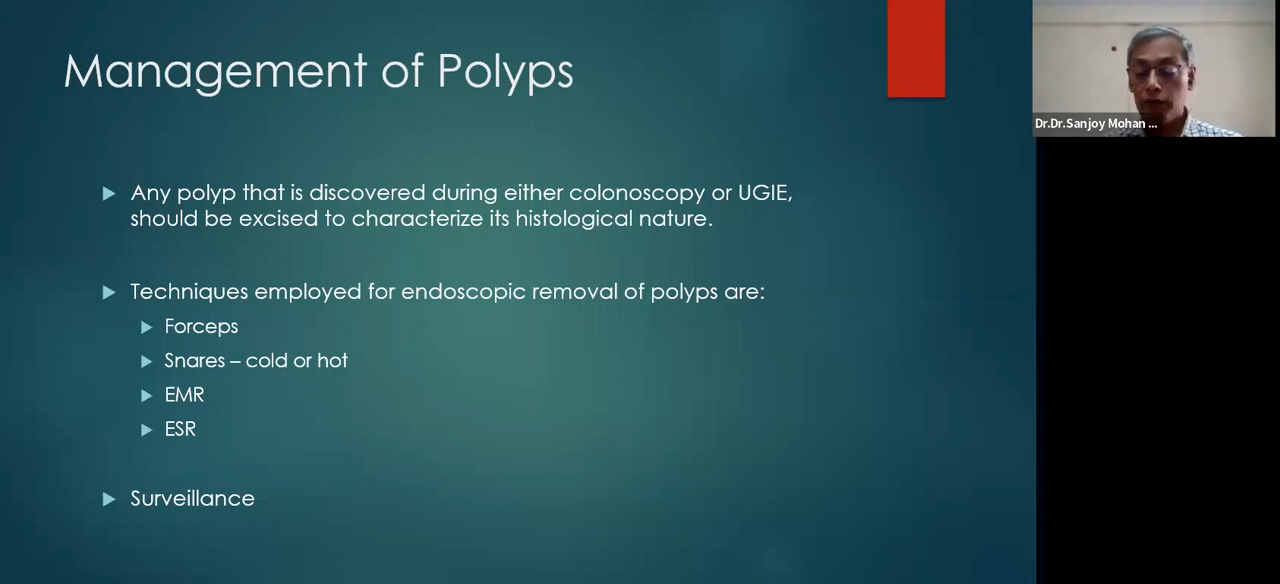 Management of Polyps
Any polyp that is discovered during either colonoscopy or UGIE,
should be excised to characterize its histological nature.
Techniques employed for endoscopic removal of polyps are:
Forceps
Snares – cold or hot
EMR
ESR
Surveillance
Dr.Dr.Sanjoy Mohan ...